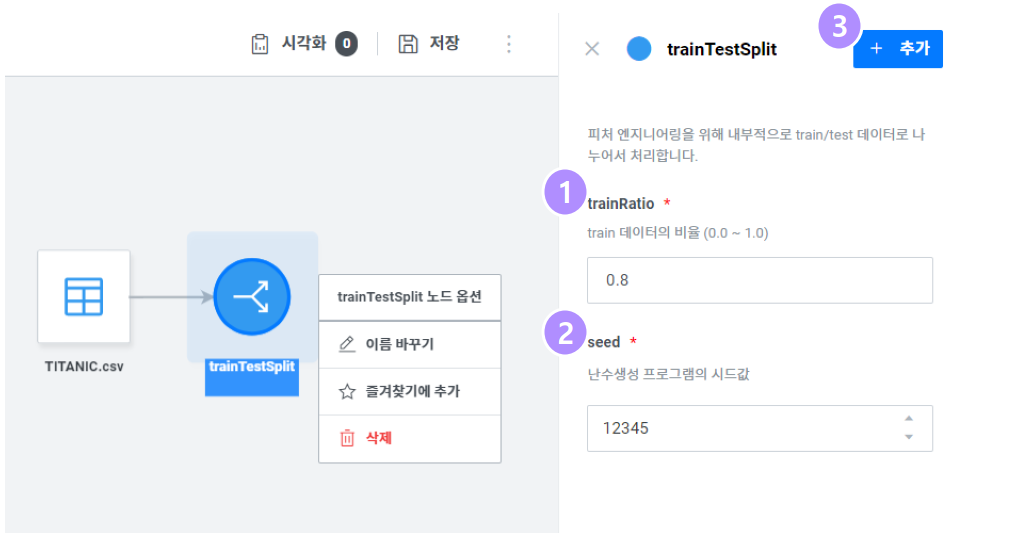 시각화 0 저장
TITANIC.csv
trainTestSplit
trainTestSplit 노드 옵션
이름 바꾸기
즐겨찾기에 추가
삭제
trainTestSplit
3
+ 추가
피처 엔지니어링을 위해 내부적으로 train/test 데이터로 나
누어서 처리합니다.
1
trainRatio *
train 데이터의 비율 (0.0 ~ 1.0)
0.8
2
seed *
난수생성 프로그램의 시드값
12345